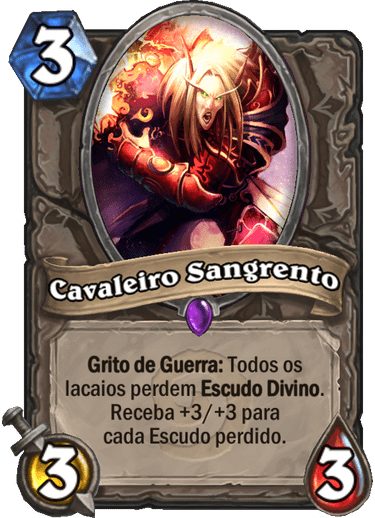 3
Cavaleiro Sangrento
Grito de Guerra: Todos os
lacaios perdem Escudo Divino.
Receba +3/+3 para
cada Escudo perdido.
3
3